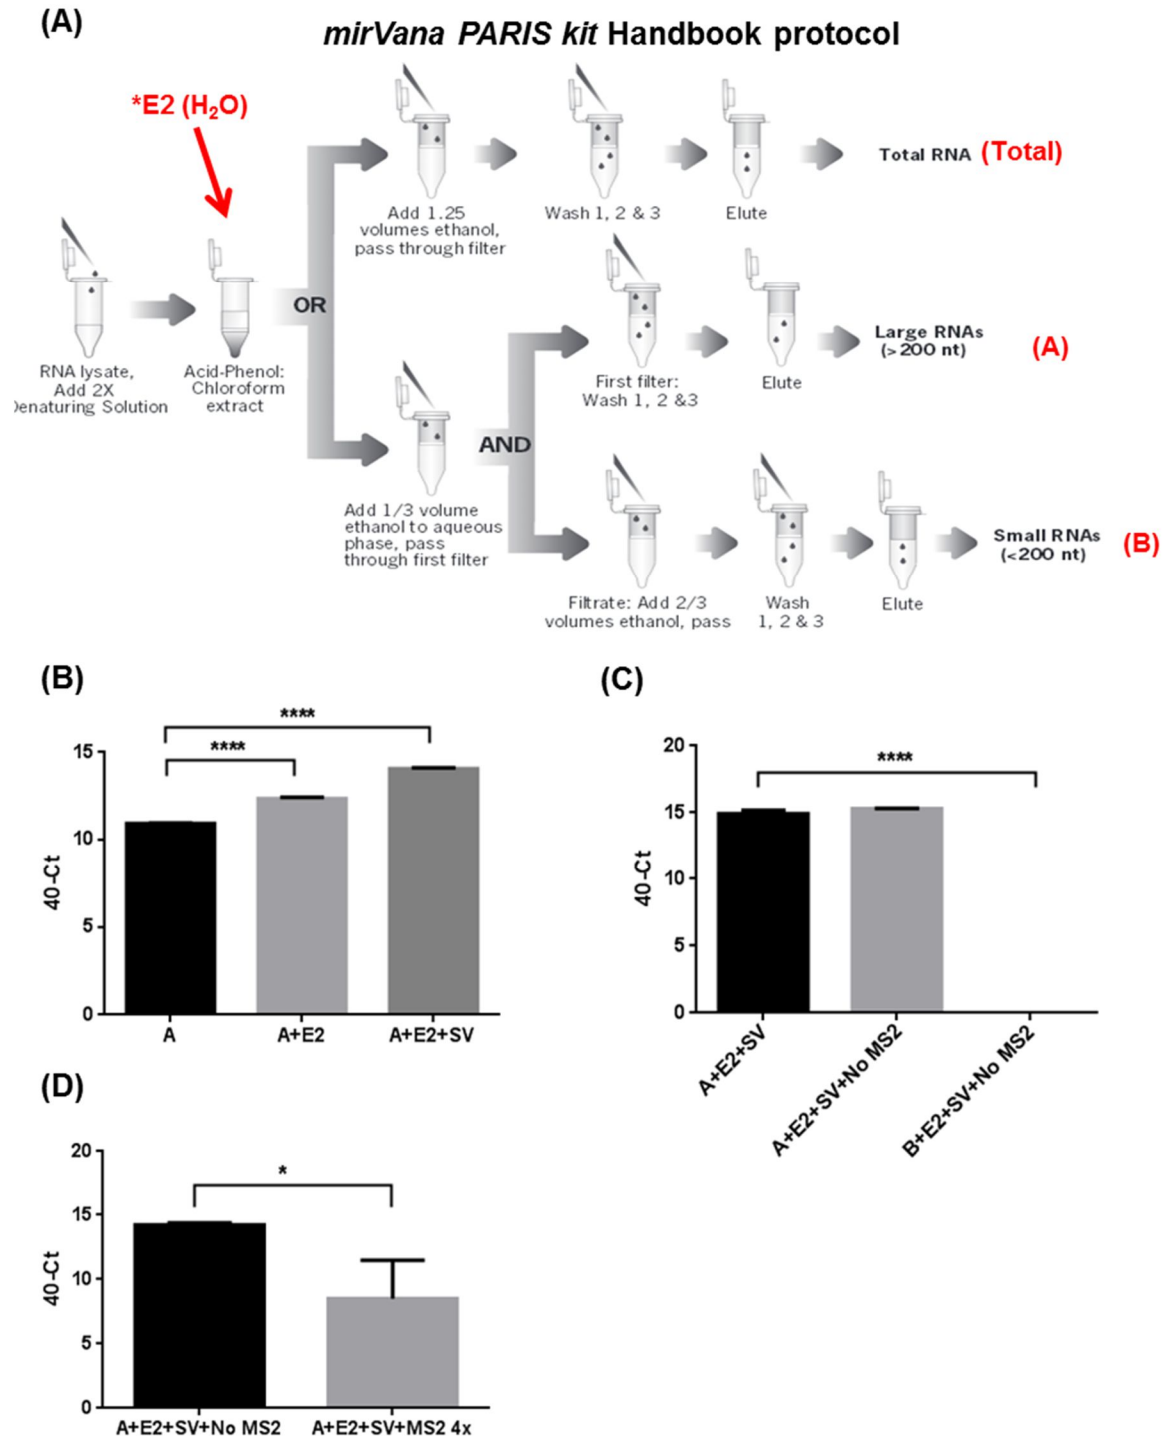 (A)
mirVana PARIS kit Handbook protocol
*E2 (H₂O)
Total RNA (Total)
Add 1.25
volumes ethanol,
pass through filter
Wash 1, 2 & 3
Elute
OR
RNA lysate,
Add 2X
Denaturing Solution
Acid-Phenol:
Chloroform
extract
First filter:
Wash 1, 2 &3
Elute
Large RNAs
(>200 nt)
(A)
AND
Add 1/3 volume
ethanol to aqueous
phase, pass
through first filter
Filtrate: Add 2/3
volumes ethanol, pass
Wash
1, 2 & 3
Elute
Small RNAs
(<200 nt)
(B)
(B)
****
****
15
10
5
0
40-Ct
A
A+E2
A+E2+SV
(C)
****
20
15
10
5
0
40-Ct
A+E2+SV
A+E2+SV+No MS2
B+E2+SV+No MS2
(D)
*
20
15
10
5
0
40-Ct
A+E2+SV+No MS2
A+E2+SV+MS2 4x